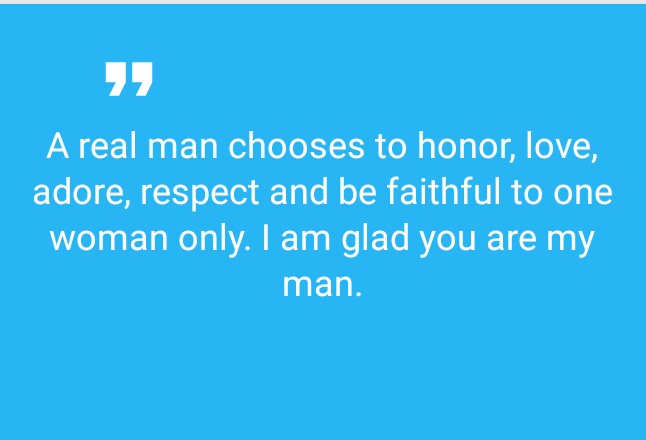 ”
A real man chooses to honor, love,
adore, respect and be faithful to one
woman only. I am glad you are my
man.